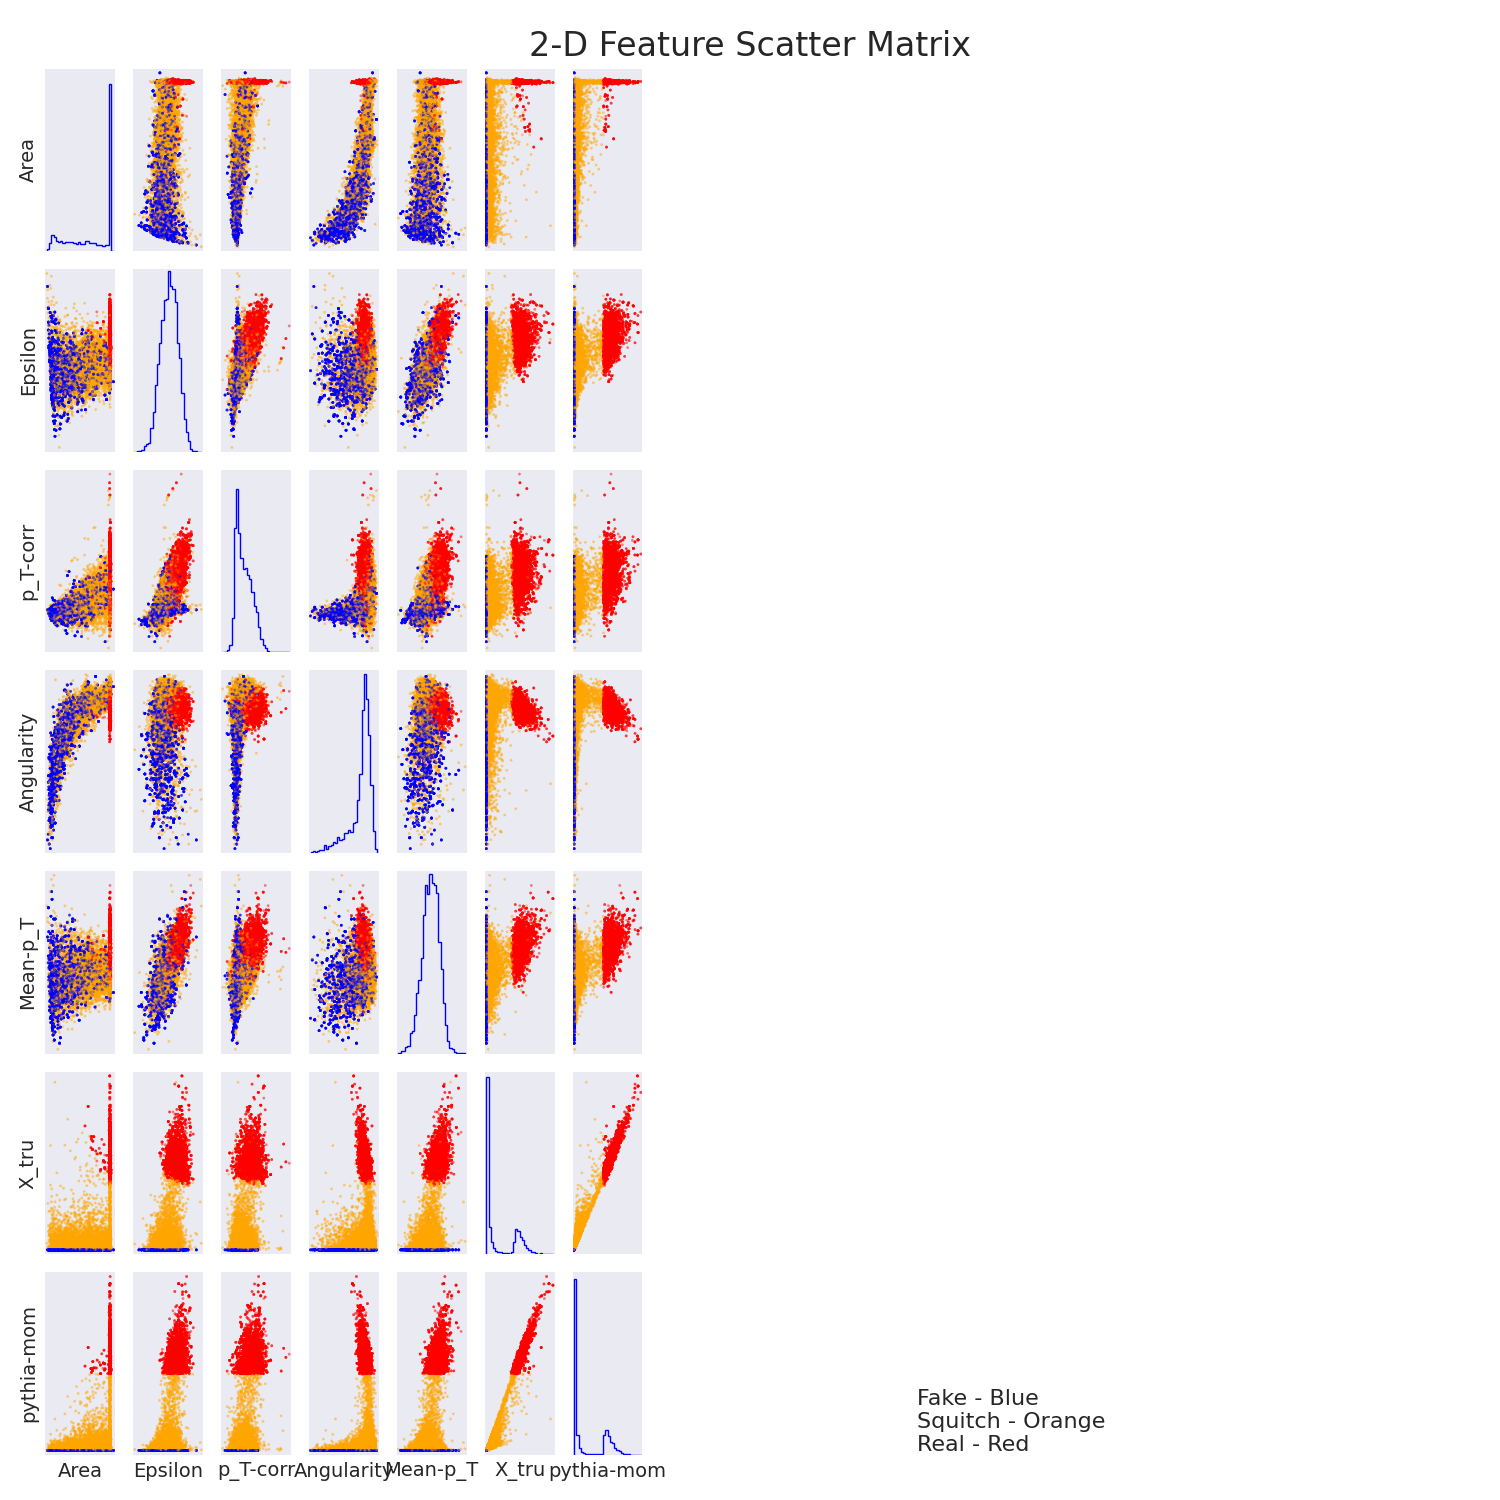 2-D Feature Scatter Matrix
Area
Epsilon
p_T-corr
Angularity
Mean-p_T
X_tru
pythia-mom
Fake - Blue
Squitch - Orange
Real - Red
Area Epsilon p_T-corr Angularity Mean-p_T X_tru pythia-mom